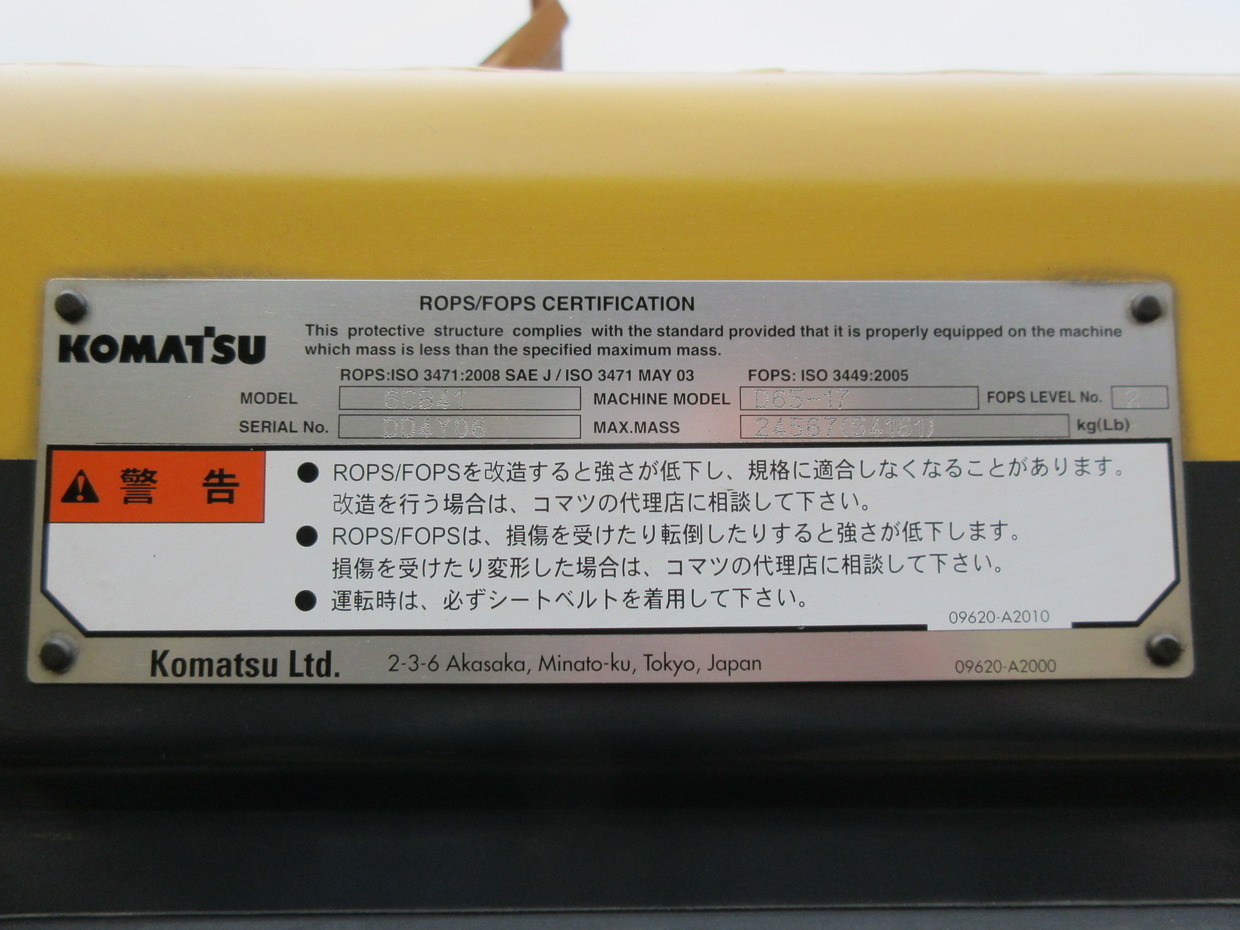 ROPS/FOPS CERTIFICATION
KOMATSU
This protective structure complies with the standard provided that it is properly equipped on the machine
which mass is less than the specified maximum mass.
ROPS:ISO 3471:2008 SAE J / ISO 3471 MAY 03 FOPS: ISO 3449:2005
MODEL 6CB41 MACHINE MODEL D65-17 FOPS LEVEL No. 2
SERIAL No. DD4Y06 MAX.MASS 24567(54161) kg(Lb)
警告
●ROPS/FOPSを改造すると強さが低下し、規格に適合しなくなることがあります。
改造を行う場合は、コマツの代理店に相談して下さい。
●ROPS/FOPSは、損傷を受けたり転倒したりすると強さが低下します。
損傷を受けたり変形した場合は、コマツの代理店に相談して下さい。
●運転時は、必ずシートベルトを着用して下さい。
09620-A2010
Komatsu Ltd. 2-3-6 Akasaka, Minato-ku, Tokyo, Japan 09620-A2000